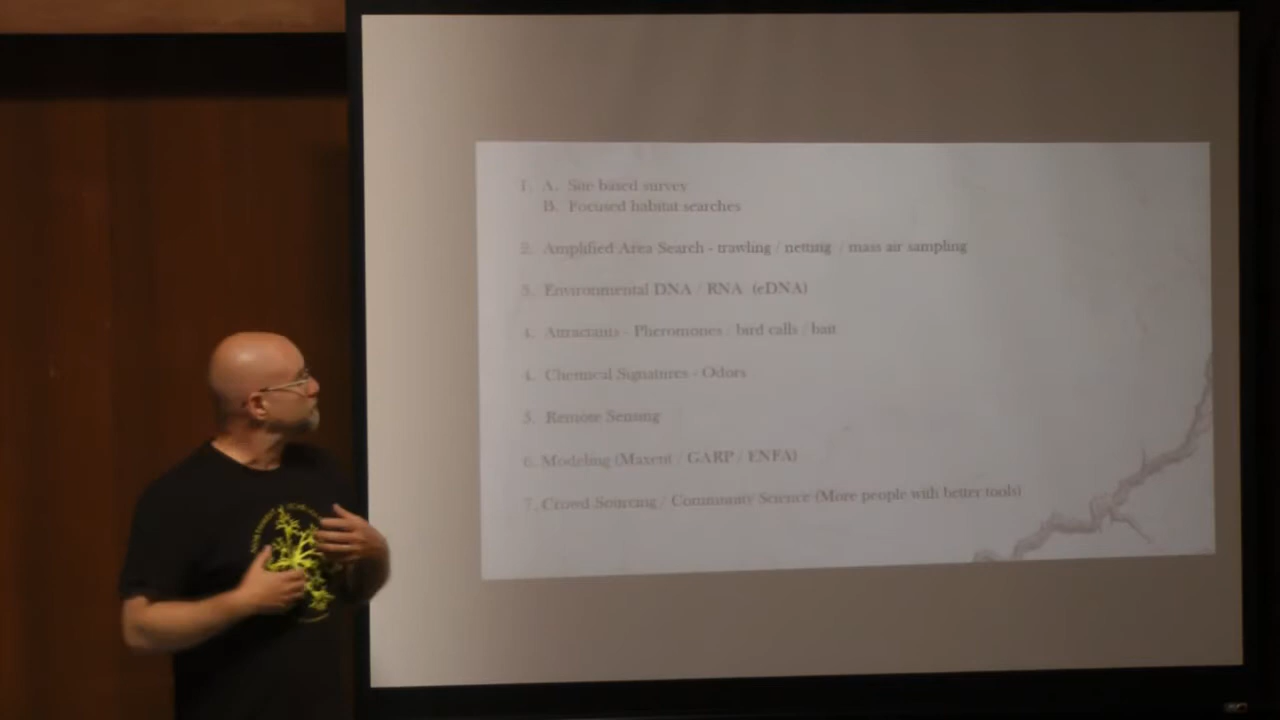 1. A. Site based survey
B. Focused habitat searches
2. Amplified Area Search - trawling / netting / mass air sampling
3. Environmental DNA / RNA (eDNA)
4. Attractants - Pheromones / bird calls / bait
4. Chemical Signatures - Odors
5. Remote Sensing
6. Modeling (Maxent / GARP / ENFA)
7. Crowd Sourcing / Community Science (More people with better tools)